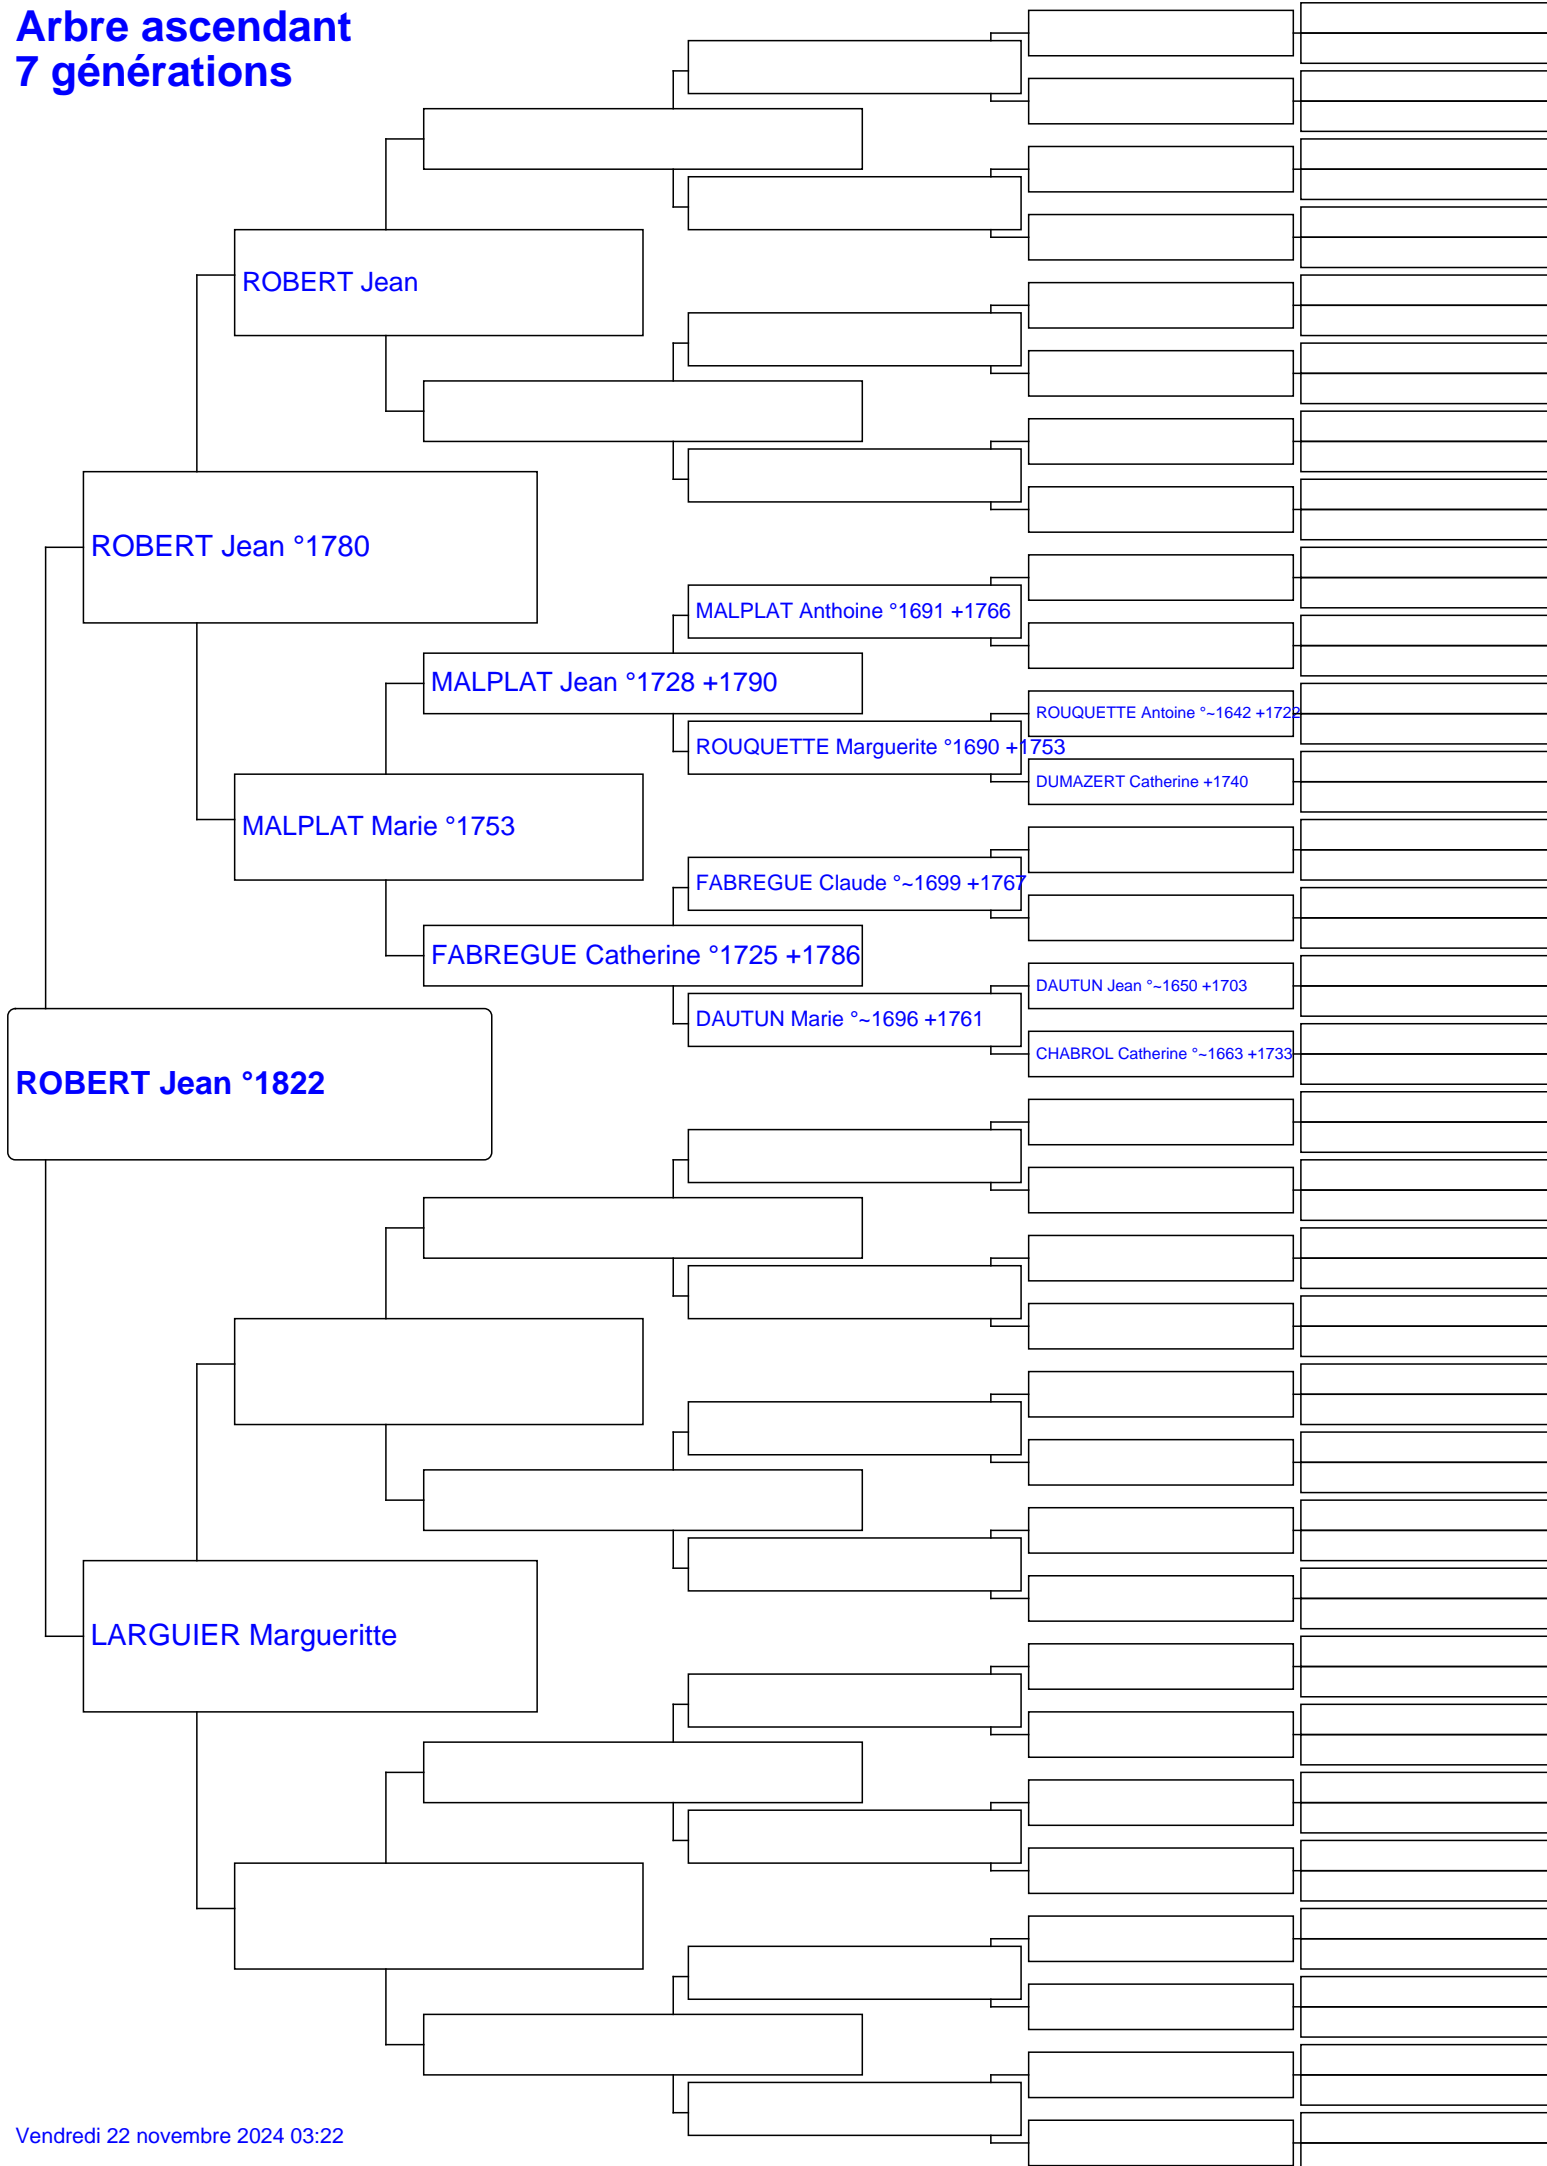 Arbre ascendant
7 générations
ROBERT Jean
ROBERT Jean °1780
MALPLAT Anthoine °1691 +1766
MALPLAT Jean °1728 +1790
ROUQUETTE Antoine °~1642 +1722
ROUQUETTE Marguerite °1690 +1753
DUMAZERT Catherine +1740
MALPLAT Marie °1753
FABREGUE Claude °~1699 +1767
FABREGUE Catherine °1725 +1786
DAUTUN Jean °~1650 +1703
DAUTUN Marie °~1696 +1761
CHABROL Catherine °~1663 +1733
ROBERT Jean °1822
LARGUIER Margueritte
Vendredi 22 novembre 2024 03:22